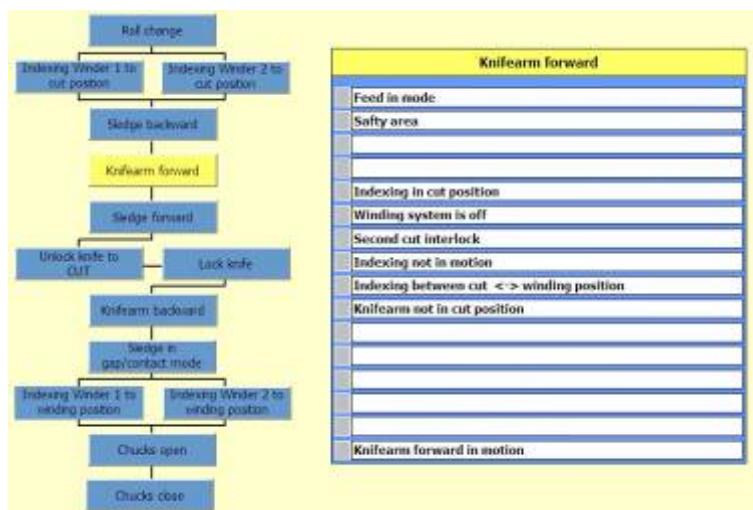 Roll change
Indexing Winder 1 to
cut position
Indexing Winder 2 to
cut position
Sledge backward
Knifearm forward
Sledge forward
Unlock knife to
CUT
Lock knife
Knifearm backward
Sledge in
gap/contact mode
Indexing Winder 1 to
winding position
Indexing Winder 2 to
winding position
Chucks open
Chucks close
Knifearm forward
Feed in mode
Safty area
Indexing in cut position
Winding system is off
Second cut interlock
Indexing not in motion
Indexing between cut <-> winding position
Knifearm not in cut position
Knifearm forward in motion